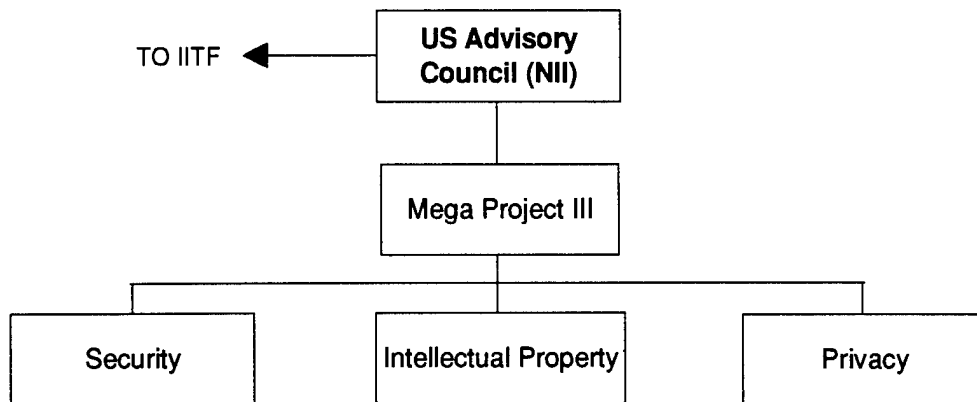 TO IITF
US Advisory
Council (NII)
Mega Project III
Security
Intellectual Property
Privacy